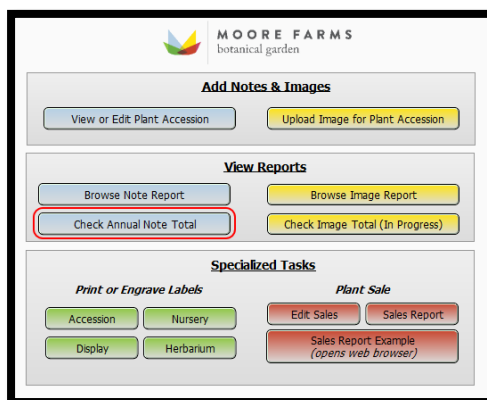 MOORE FARMS
botanical garden
Add Notes & Images
View or Edit Plant Accession
Upload Image for Plant Accession
View Reports
Browse Note Report
Browse Image Report
Check Annual Note Total
Check Image Total (In Progress)
Specialized Tasks
Print or Engrave Labels
Plant Sale
Accession
Nursery
Edit Sales
Sales Report
Display
Herbarium
Sales Report Example
(opens web browser)